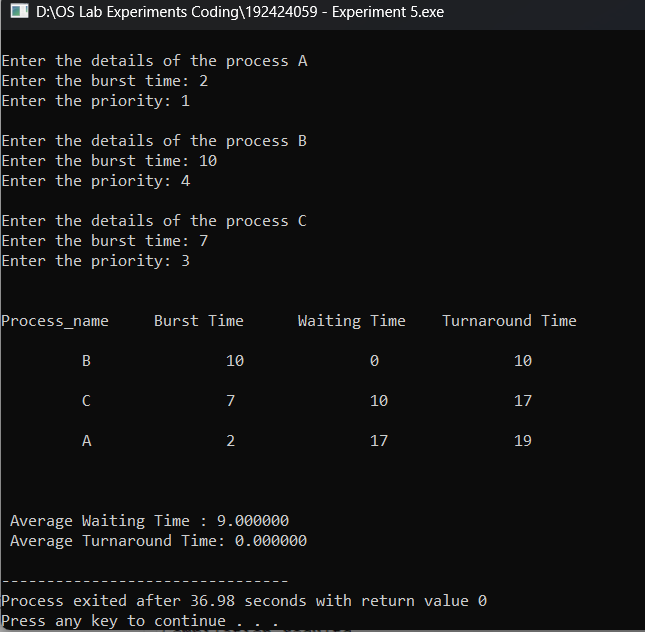 D:\OS Lab Experiments Coding\192424059 - Experiment 5.exe
Enter the details of the process A
Enter the burst time: 2
Enter the priority: 1
Enter the details of the process B
Enter the burst time: 10
Enter the priority: 4
Enter the details of the process C
Enter the burst time: 7
Enter the priority: 3
Process_name Burst Time Waiting Time Turnaround Time
B 10 0 10
C 7 10 17
A 2 17 19
Average Waiting Time : 9.000000
Average Turnaround Time: 0.000000
--------------------------------
Process exited after 36.98 seconds with return value 0
Press any key to continue . . .